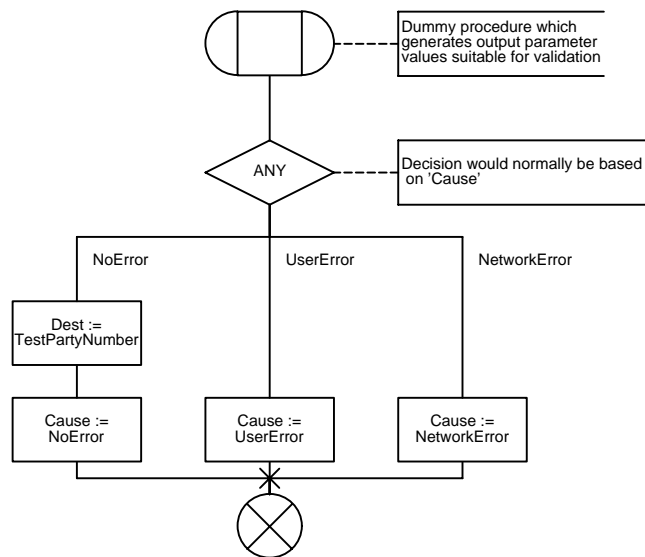 Dummy procedure which
generates output parameter
values suitable for validation
ANY
Decision would normally be based
on 'Cause'
NoError
UserError
NetworkError
Dest :=
TestPartyNumber
Cause :=
NoError
Cause :=
UserError
Cause :=
NetworkError